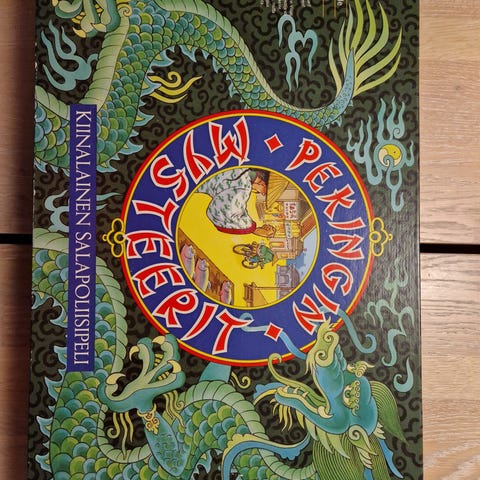 PEKINGIN
MYSTEERIT
KIINALAINEN SALAPOLIISIPELI